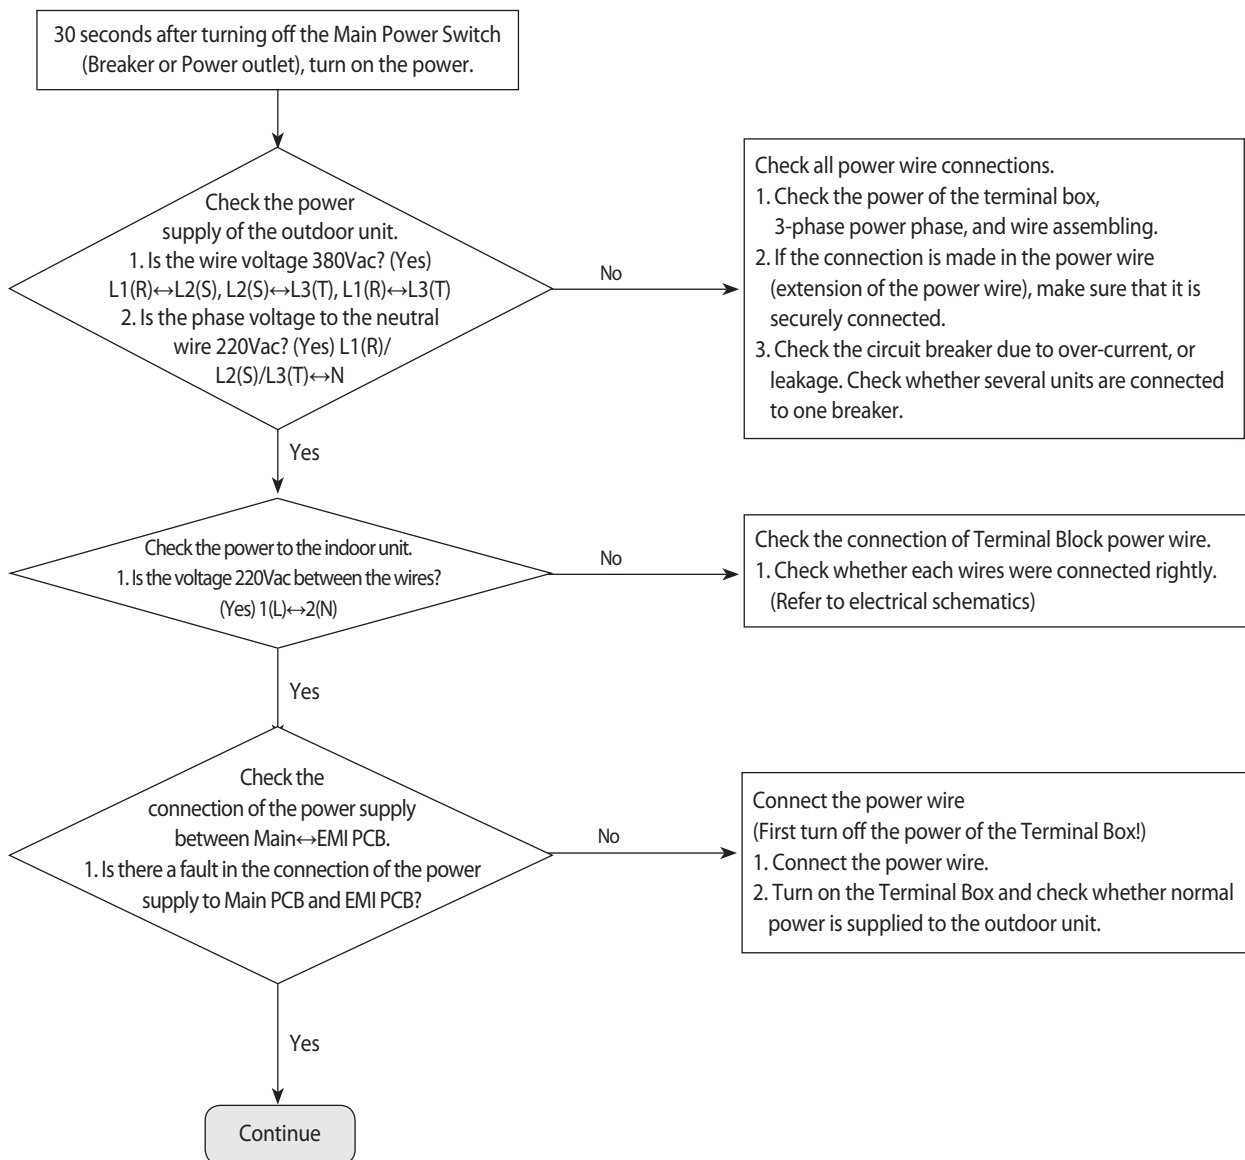 30 seconds after turning off the Main Power Switch
(Breaker or Power outlet), turn on the power.
Check the power
supply of the outdoor unit.
1. Is the wire voltage 380Vac? (Yes)
L1(R)↔L2(S), L2(S)↔L3(T), L1(R)↔L3(T)
2. Is the phase voltage to the neutral
wire 220Vac? (Yes) L1(R)/
L2(S)/L3(T)↔N
No
Check all power wire connections.
1. Check the power of the terminal box,
3-phase power phase, and wire assembling.
2. If the connection is made in the power wire
(extension of the power wire), make sure that it is
securely connected.
3. Check the circuit breaker due to over-current, or
leakage. Check whether several units are connected
to one breaker.
Yes
Check the power to the indoor unit.
1. Is the voltage 220Vac between the wires?
(Yes) 1(L)↔2(N)
No
Check the connection of Terminal Block power wire.
1. Check whether each wires were connected rightly.
(Refer to electrical schematics)
Yes
Check the
connection of the power supply
between Main↔EMI PCB.
1. Is there a fault in the connection of the power
supply to Main PCB and EMI PCB?
No
Connect the power wire
(First turn off the power of the Terminal Box!)
1. Connect the power wire.
2. Turn on the Terminal Box and check whether normal
power is supplied to the outdoor unit.
Yes
Continue